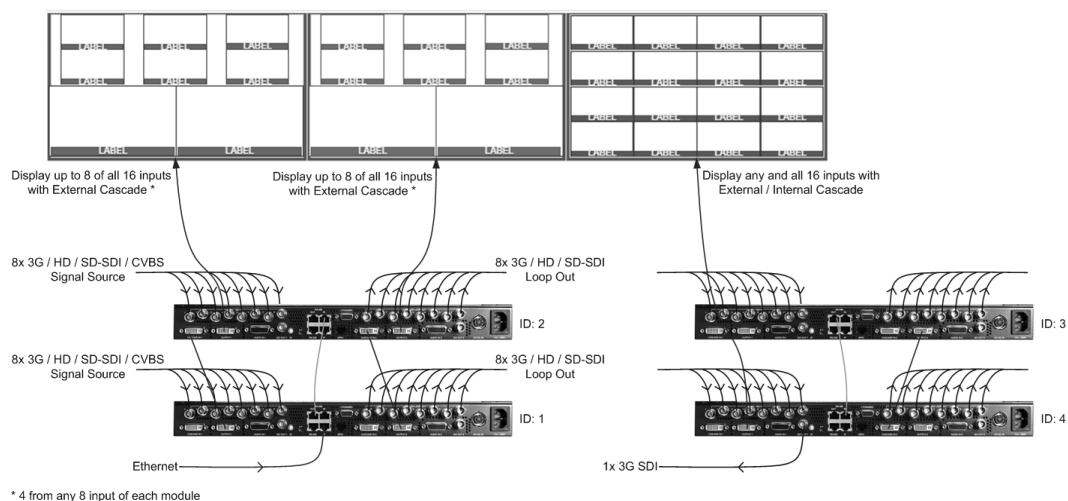 LABEL LABEL LABEL
LABEL LABEL LABEL
LABEL LABEL
LABEL LABEL LABEL
LABEL LABEL LABEL
LABEL LABEL
LABEL LABEL LABEL LABEL
LABEL LABEL LABEL LABEL
LABEL LABEL LABEL LABEL
LABEL LABEL LABEL LABEL
Display up to 8 of all 16 inputs
with External Cascade *
Display up to 8 of all 16 inputs
with External Cascade *
Display any and all 16 inputs with
External / Internal Cascade
8x 3G / HD / SD-SDI / CVBS
Signal Source
8x 3G / HD / SD-SDI
Loop Out
ID: 2
ID: 3
8x 3G / HD / SD-SDI / CVBS
Signal Source
8x 3G / HD / SD-SDI
Loop Out
ID: 1
ID: 4
Ethernet
1x 3G SDI
* 4 from any 8 input of each module